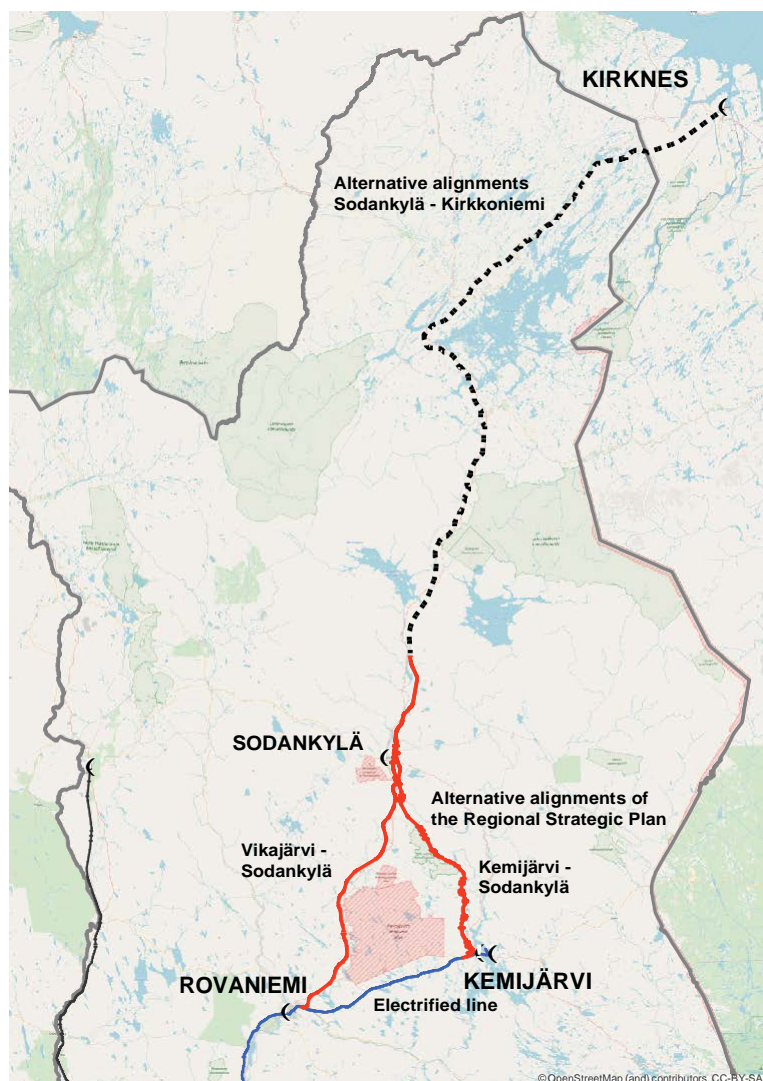 KIRKNES
Alternative alignments
Sodankylä - Kirkkoniemi
SODANKYLÄ
Alternative alignments of
the Regional Strategic Plan
Vikajärvi -
Sodankylä
Kemijärvi -
Sodankylä
ROVANIEMI
KEMIJÄRVI
Electrified line
©OpenStreetMap (and) contributors, CC-BY-SA